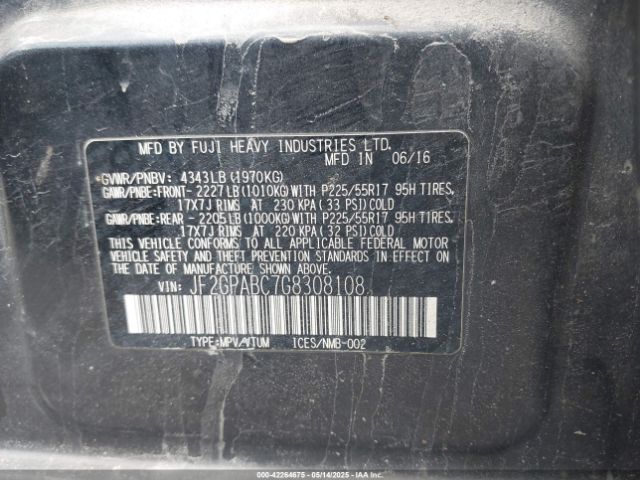 MFD BY FUJI HEAVY INDUSTRIES LTD.
MFD IN 06/16
GVWR/PNBV: 4343LB (1970KG)
GAWR/PNBE:FRONT- 2227LB(1010KG)WITH P225/55R17 95H TIRES,
17X7J RIMS AT 230 KPA(33 PSI)COLD
GAWR/PNBE:REAR - 2205LB(1000KG)WITH P225/55R17 95H TIRES,
17X7J RIMS AT 220 KPA(32 PSI)COLD
THIS VEHICLE CONFORMS TO ALL APPLICABLE FEDERAL MOTOR
VEHICLE SAFETY AND THEFT PREVENTION STANDARDS IN EFFECT
ON THE DATE OF MANUFACTURE SHOWN ABOVE.
VIN: JF2GPABC7G8308108
TYPE:MPV/VTUM ICES/NMB-002
000-42264675 - 05/14/2025 - IAA Inc.